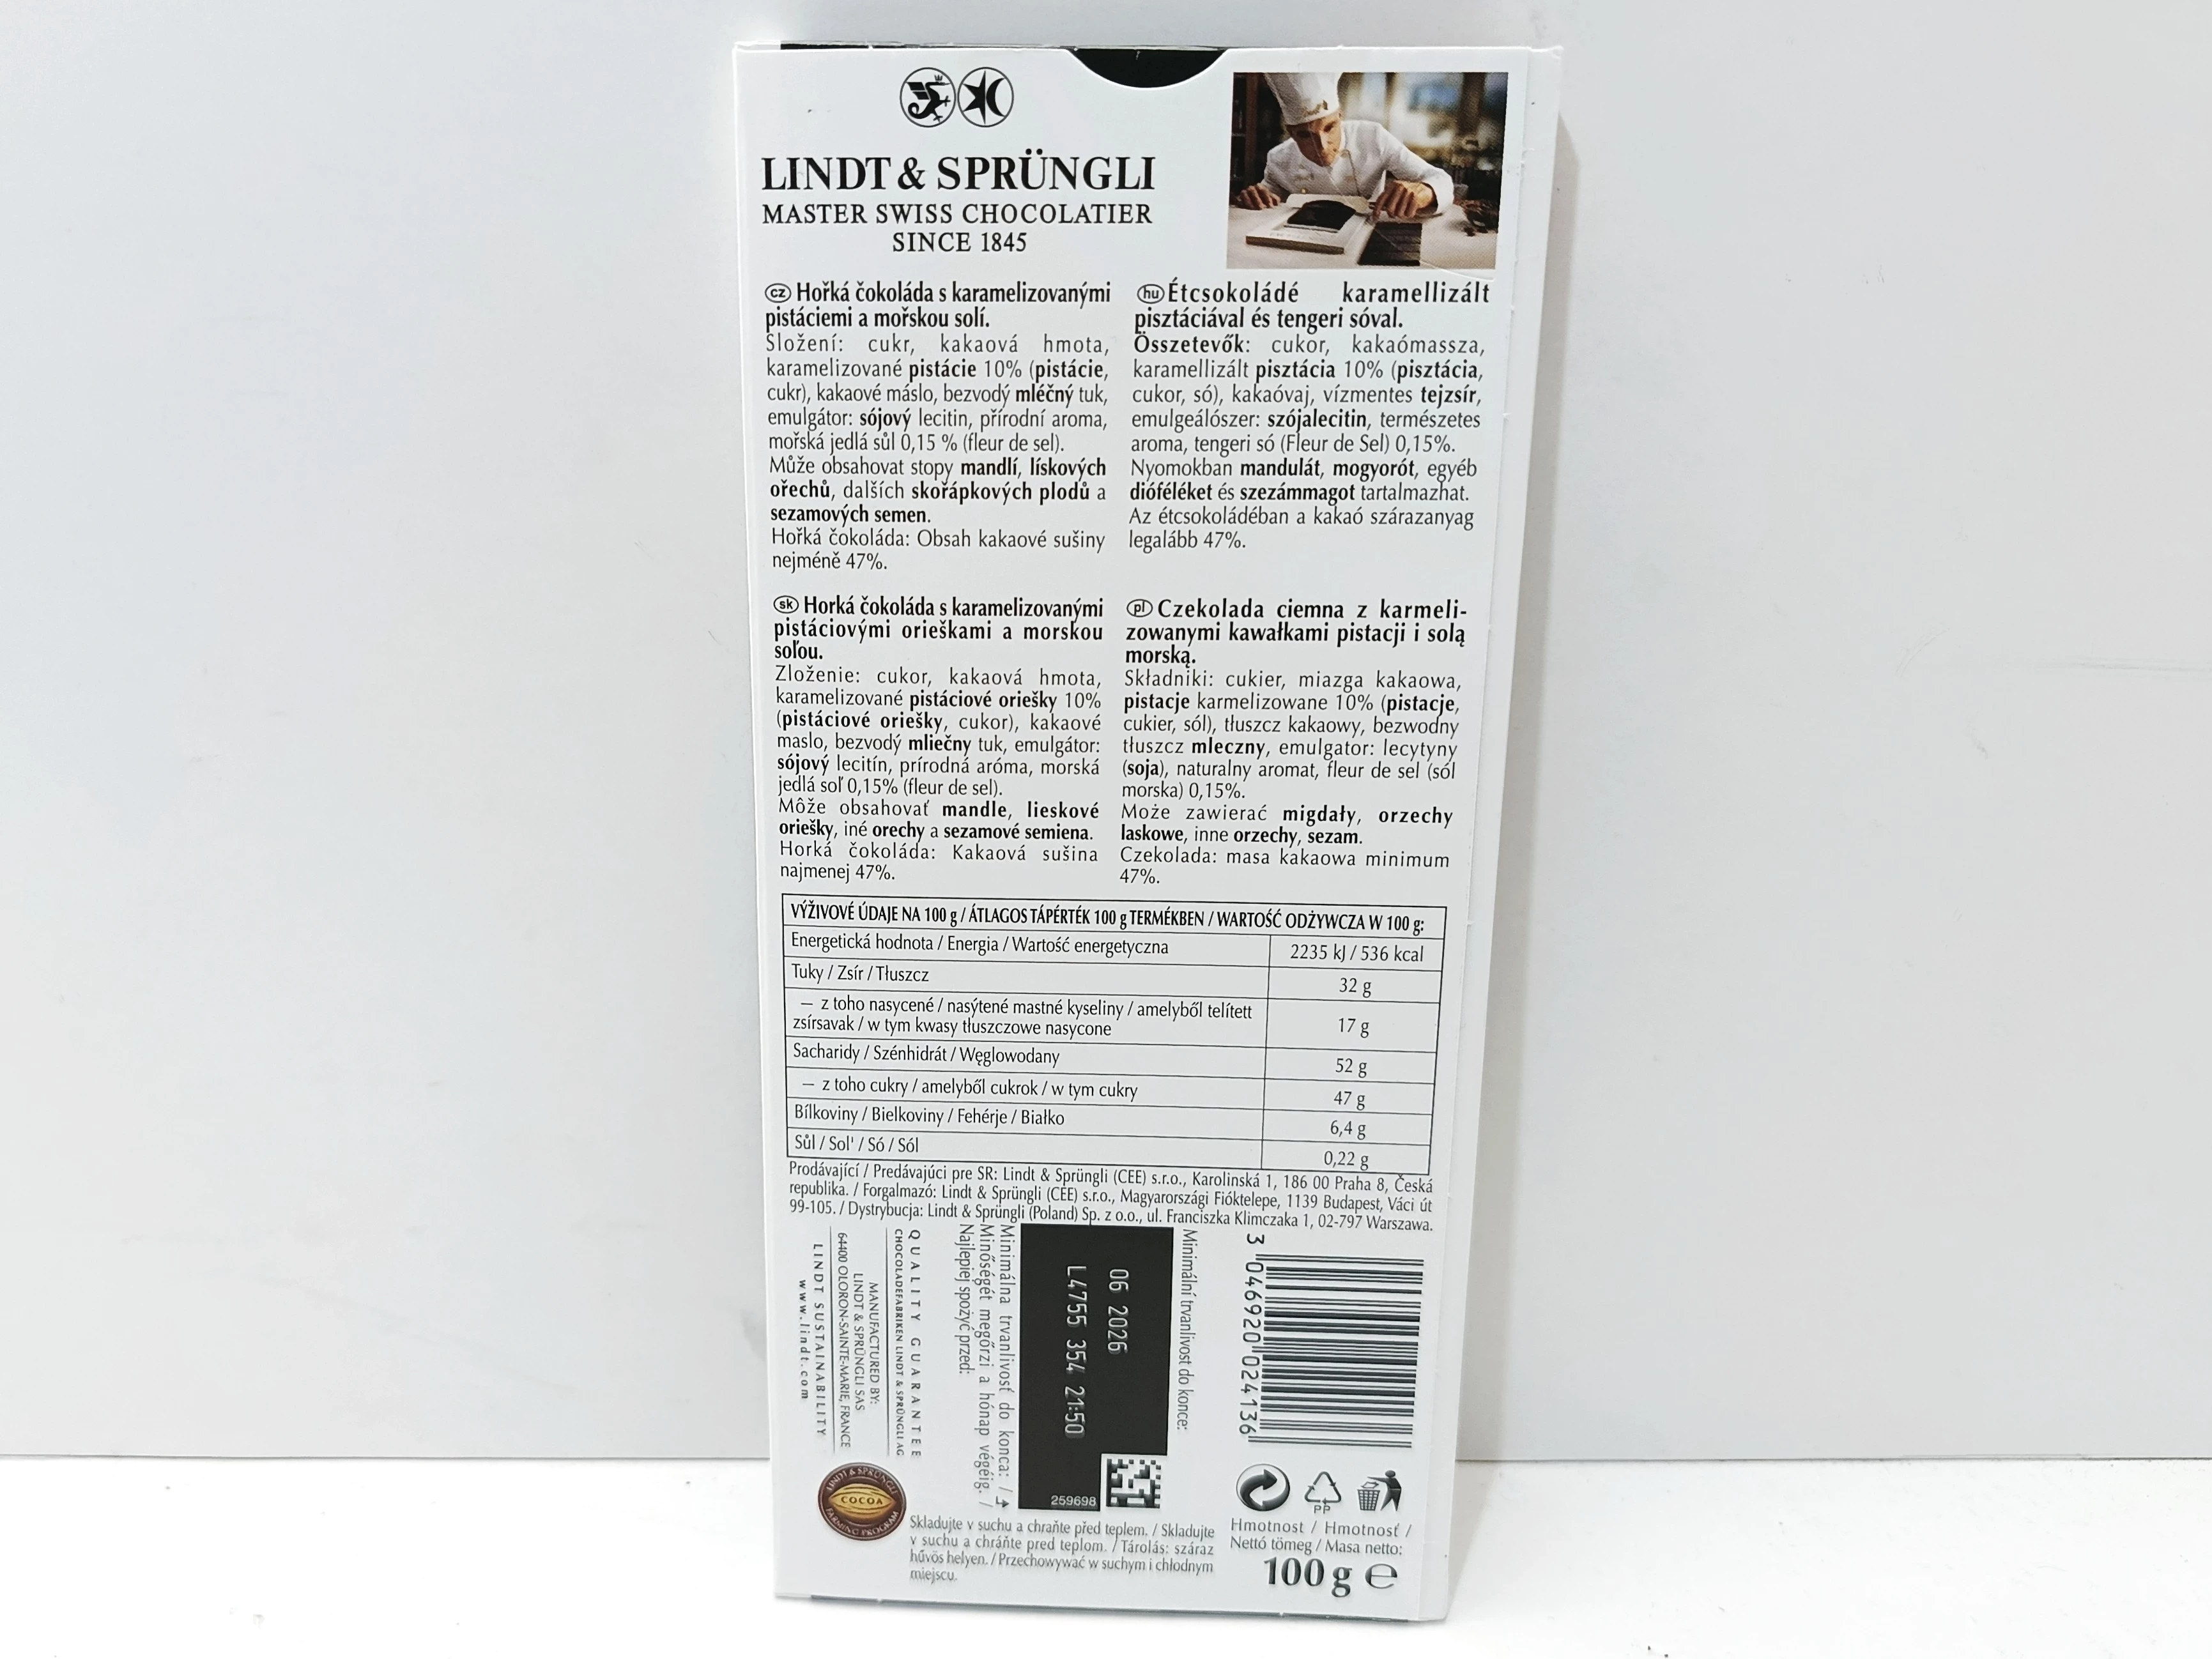 LINDT & SPRÜNGLI
MASTER SWISS CHOCOLATIER
SINCE 1845
cz Hořká čokoláda s karamelizovanými
pistáciemi a mořskou solí.
Složení: cukr, kakaová hmota,
karamelizované pistácie 10% (pistácie,
cukr), kakaové máslo, bezvodý mléčný tuk,
emulgátor: sójový lecitin, přírodní aroma,
mořská jedlá sůl 0,15 % (fleur de sel).
Může obsahovat stopy mandlí, lískových
ořechů, dalších skořápkových plodů a
sezamových semen.
Hořká čokoláda: Obsah kakaové sušiny
nejméně 47%.
hu Étcsokoládé karamellizált
pisztáciával és tengeri sóval.
Összetevők: cukor, kakaómassza,
karamellizált pisztácia 10% (pisztácia,
cukor, só), kakaóvaj, vízmentes tejzsír,
emulgeálószer: szójalecitin, természetes
aroma, tengeri só (Fleur de Sel) 0,15%.
Nyomokban mandulát, mogyorót, egyéb
dióféléket és szezámmagot tartalmazhat.
Az étcsokoládéban a kakaó szárazanyag
legalább 47%.
sk Horká čokoláda s karamelizovanými
pistáciovými orieškami a morskou
soľou.
Zloženie: cukor, kakaová hmota,
karamelizované pistáciové oriešky 10%
(pistáciové oriešky, cukor), kakaové
maslo, bezvodý mliečny tuk, emulgátor:
sójový lecitín, prírodná aróma, morská
jedlá soľ 0,15% (fleur de sel).
Môže obsahovať mandle, lieskové
oriešky, iné orechy a sezamové semiena.
Horká čokoláda: Kakaová sušina
najmenej 47%.
pl Czekolada ciemna z karmeli-
zowanymi kawałkami pistacji i solą
morską.
Składniki: cukier, miazga kakaowa,
pistacje karmelizowane 10% (pistacje,
cukier, sól), tłuszcz kakaowy, bezwodny
tłuszcz mleczny, emulgator: lecytyny
(soja), naturalny aromat, fleur de sel (sól
morska) 0,15%.
Może zawierać migdały, orzechy
laskowe, inne orzechy, sezam.
Czekolada: masa kakaowa minimum
47%.
VÝŽIVOVÉ ÚDAJE NA 100 g / ÁTLAGOS TÁPÉRTÉK 100 g TERMÉKBEN / WARTOŚĆ ODŻYWCZA W 100 g:
Energetická hodnota / Energia / Wartość energetyczna 2235 kJ / 536 kcal
Tuky / Zsír / Tłuszcz 32 g
– z toho nasycené / nasýtené mastné kyseliny / amelyből telített
zsírsavak / w tym kwasy tłuszczowe nasycone 17 g
Sacharidy / Szénhidrát / Węglowodany 52 g
– z toho cukry / amelyből cukrok / w tym cukry 47 g
Bílkoviny / Bielkoviny / Fehérje / Białko 6,4 g
Sůl / Sol' / Só / Sól 0,22 g
Prodávající / Predávajúci pre SR: Lindt & Sprüngli (CEE) s.r.o., Karolinská 1, 186 00 Praha 8, Česká
republika. / Forgalmazó: Lindt & Sprüngli (CEE) s.r.o., Magyarországi Fióktelepe, 1139 Budapest, Váci út
99-105. / Dystrybucja: Lindt & Sprüngli (Poland) Sp. z o.o., ul. Franciszka Klimczaka 1, 02-797 Warszawa.
3 046920 024136
Minimální trvanlivost do konce:
06 2026
L4755 354 21:50
259698
Minimálna trvanlivosť do konca: /
Minőségét megőrzi a hónap végéig. /
Najlepiej spożyć przed:
QUALITY GUARANTEE
CHOCOLADEFABRIKEN LINDT & SPRÜNGLI AG
MANUFACTURED BY:
LINDT & SPRÜNGLI SAS
64400 OLORON-SAINTE-MARIE, FRANCE
LINDT SUSTAINABILITY
www.lindt.com
LINDT & SPRÜNGLI
COCOA
FARMING PROGRAM
PP
Skladujte v suchu a chraňte před teplem. / Skladujte
v suchu a chráňte pred teplom. / Tárolás: száraz
hűvös helyen. / Przechowywać w suchym i chłodnym
miejscu.
Hmotnost / Hmotnosť /
Nettó tömeg / Masa netto:
100 g e